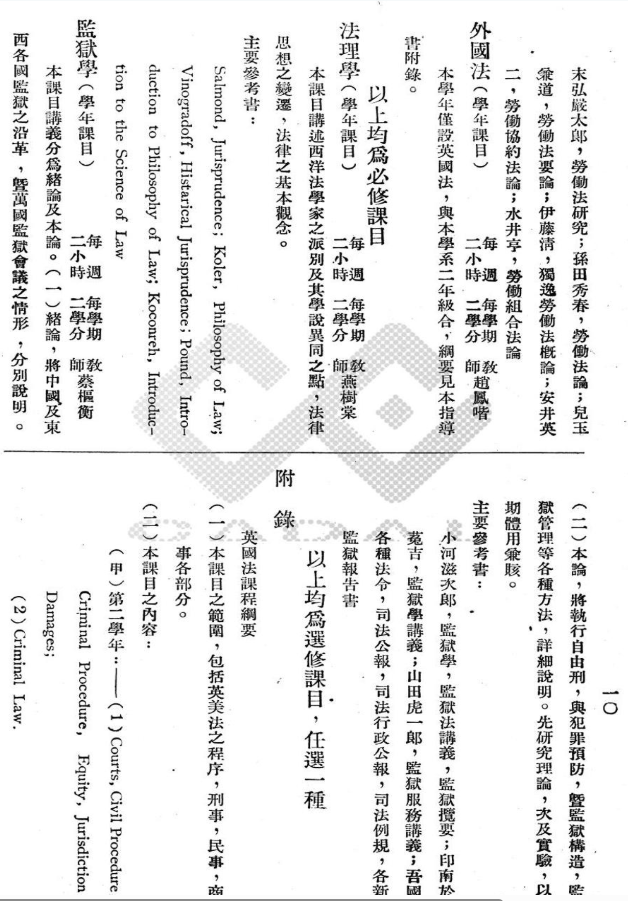 末弘嚴太郎，勞働法研究；孫田秀春，勞働法論；兒玉
兼道，勞働法要論；伊藤淸，獨逸勞働法概論；安井英
二，勞働協約法論；水井亨，勞働組合法論
外國法（學年課目） 每週二小時 每學期二學分 教師趙鳳喈
本學年僅設英國法，與本學系二年級合，綱要見本指導
書附錄。
以上均爲必修課目
法理學（學年課目） 每週二小時 每學期二學分 教師燕樹棠
本課目講述西洋法學家之派別及其學說異同之點，法律
思想之變遷，法律之基本觀念。
主要參考書：
Salmond, Jurisprudence; Koler, Philosophy of Law;
Vinogradoff, Histarical Jurisprudence; Pound, Intro-
duction to Philosophy of Law; Koconreh, Introduc-
tion to the Science of Law
監獄學（學年課目） 每週二小時 每學期二學分 教師蔡樞衡
本課目講義分爲緒論及本論。（一）緒論，將中國及東
西各國監獄之沿革，曁萬國監獄會議之情形，分別說明。
（二）本論，將執行自由刑，與犯罪預防，曁監獄構造，監
獄管理等各種方法，詳細說明。先研究理論，次及實驗，以
期體用兼賅。
主要參考書：
小河滋次郎，監獄學，監獄法講義，監獄攬要；印南於
菟吉，監獄學講義；山田虎一郎，監獄服務講義；吾國
各種法令，司法公報，司法行政公報，司法例規，各新
監獄報告書
以上均爲選修課目，任選一種
附錄
英國法課程綱要
（一）本課目之範圍，包括英美法之程序，刑事，民事，商
事各部分。
（二）本課目之內容：
（甲）第二學年：——（1）Courts, Civil Procedure
Criminal Procedure, Equity, Jurisdiction
Damages;
（2）Criminal Law.
一〇
CADAL